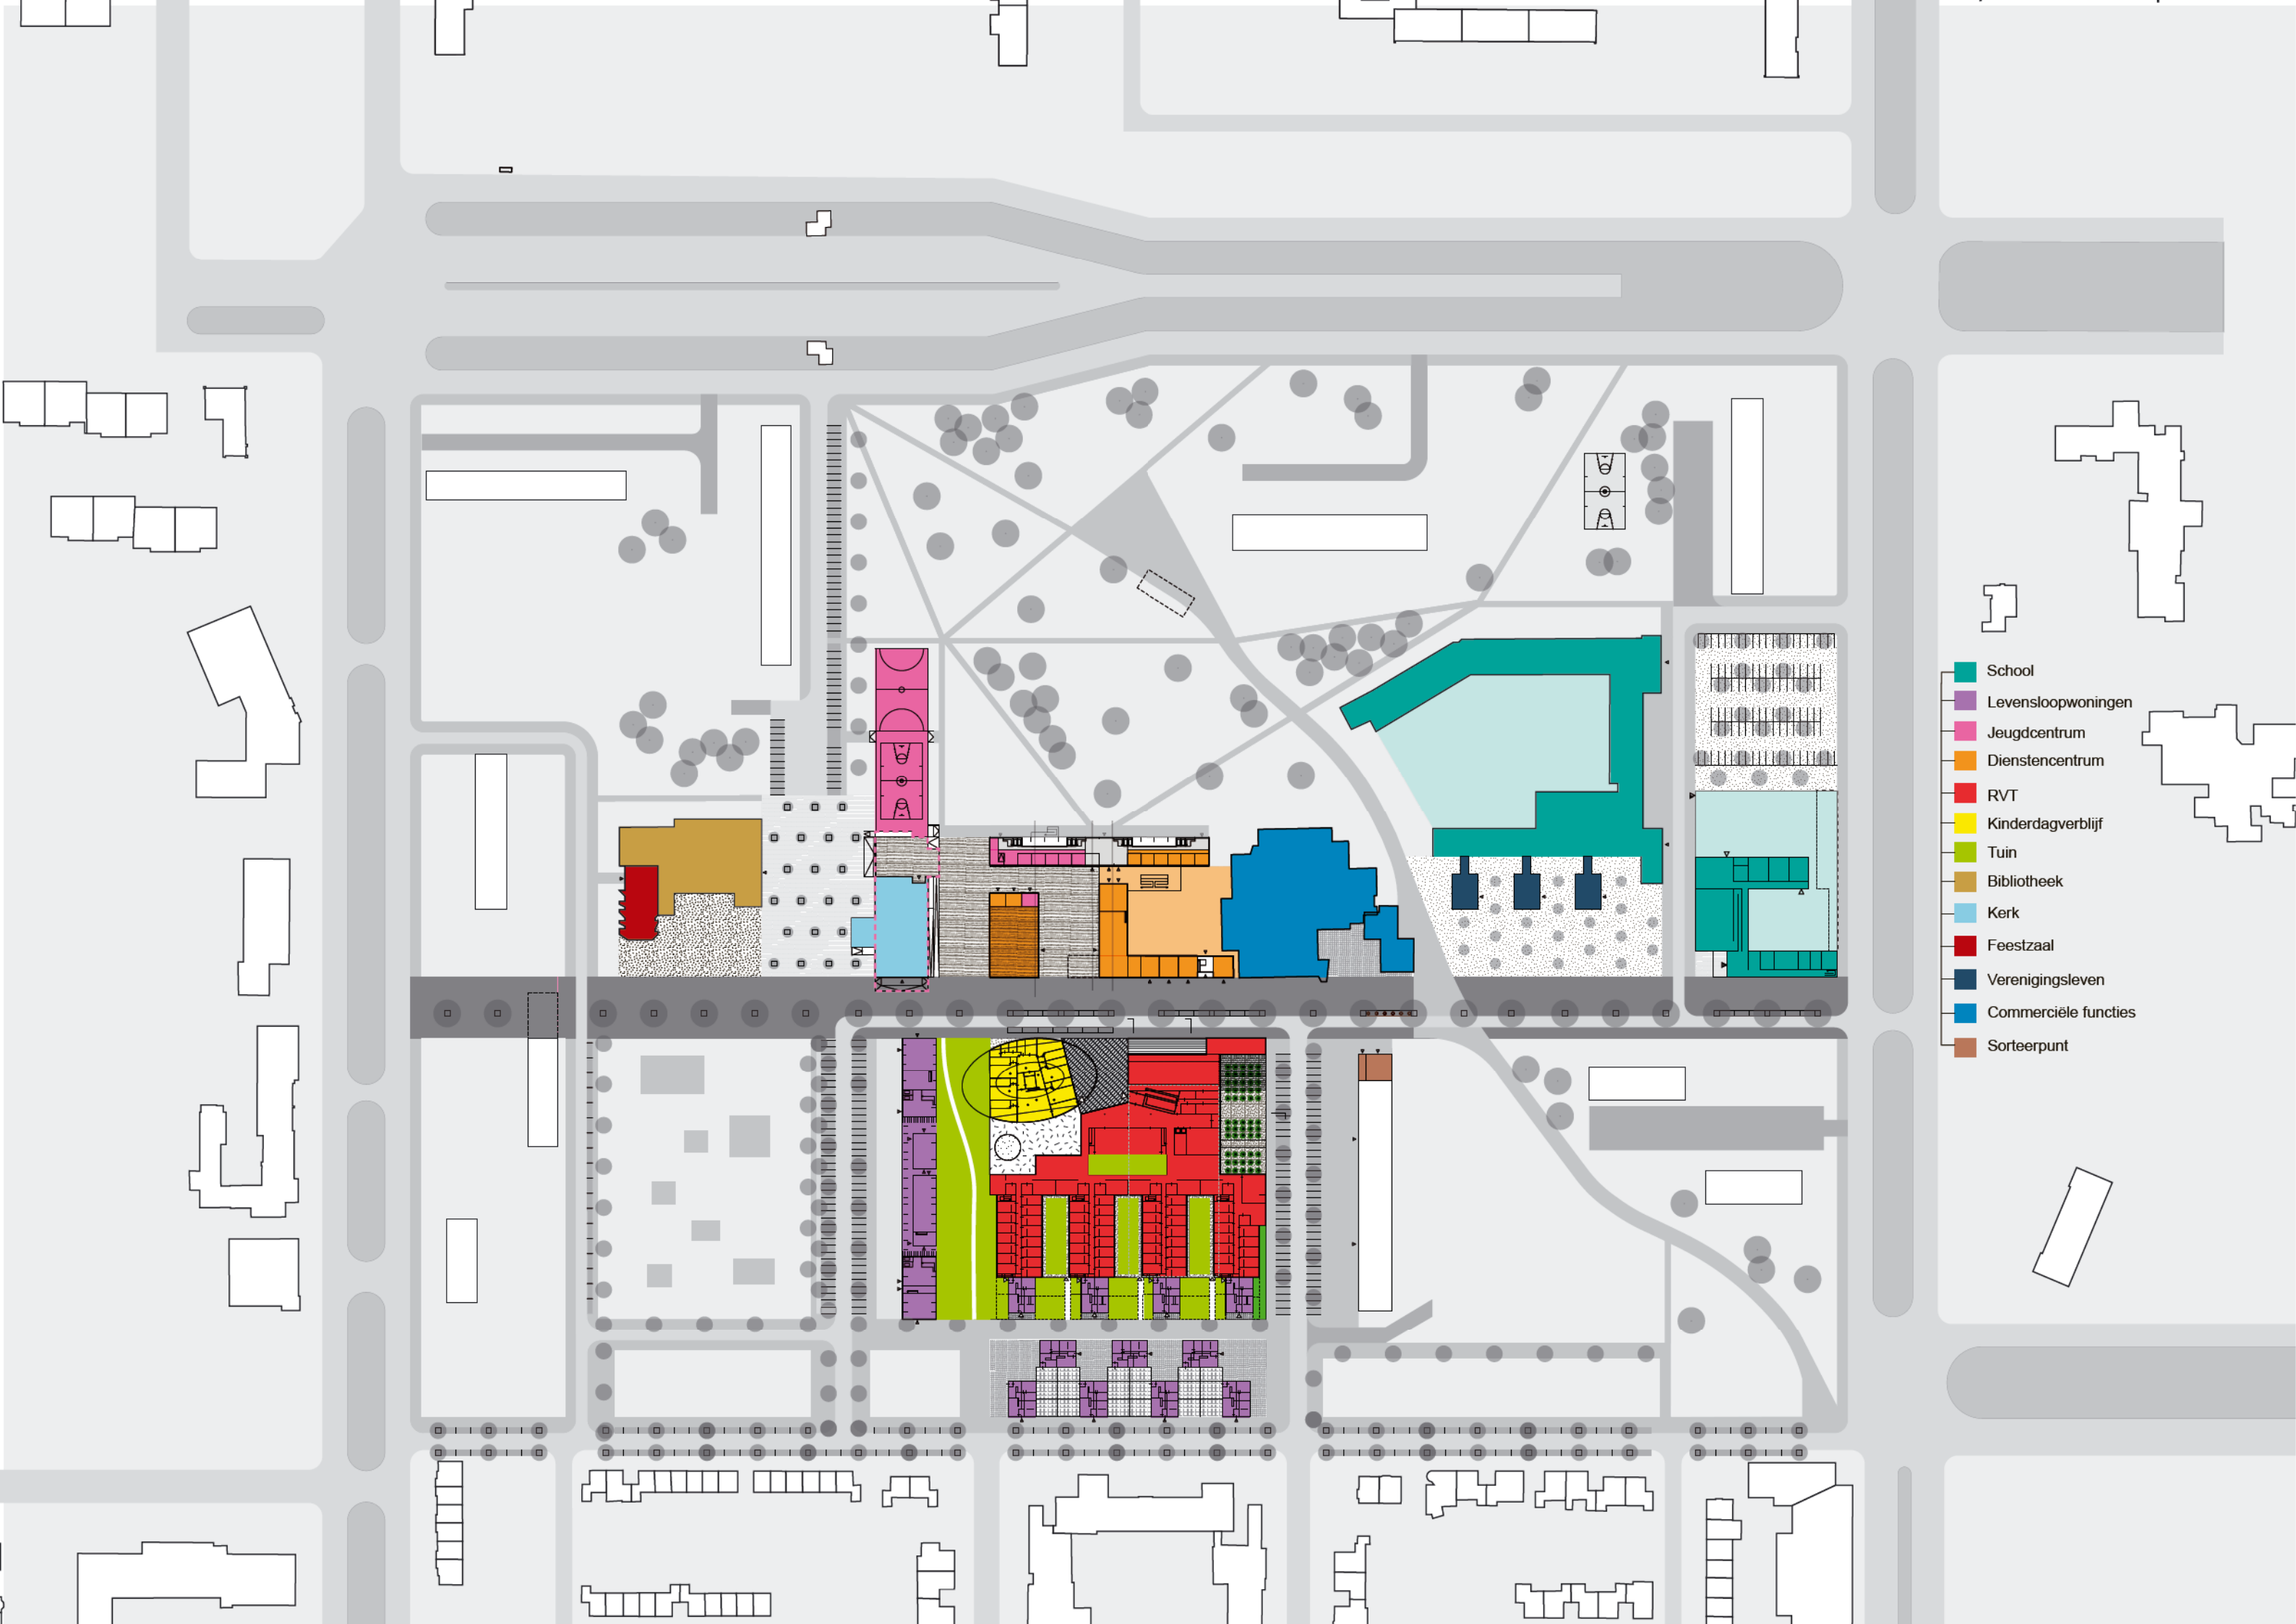 School
Levensloopwoningen
Jeugdcentrum
Dienstencentrum
RVT
Kinderdagverblijf
Tuin
Bibliotheek
Kerk
Feestzaal
Verenigingsleven
Commerciële functies
Sorteerpunt